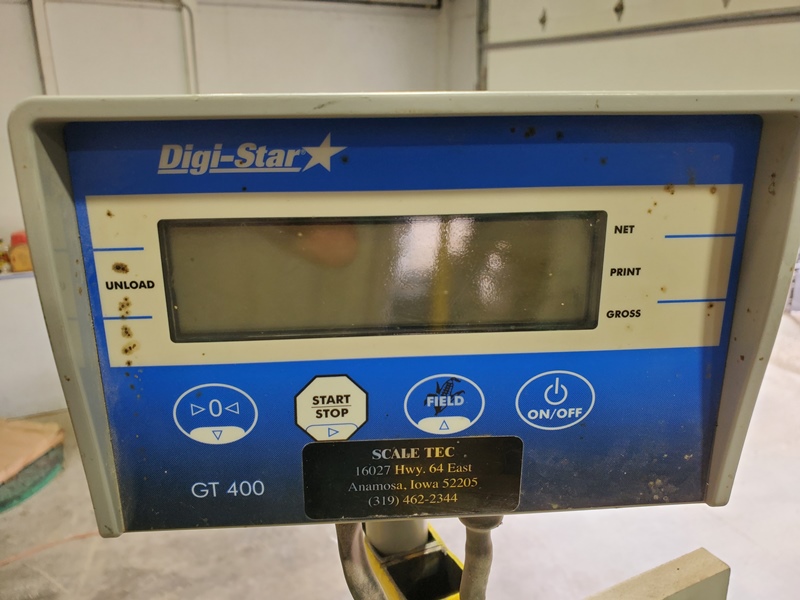 Digi-Star
NET
UNLOAD
PRINT
GROSS
0
START
STOP
FIELD
ON/OFF
GT 400
SCALE TEC
16027 Hwy. 64 East
Anamosa, Iowa 52205
(319) 462-2344